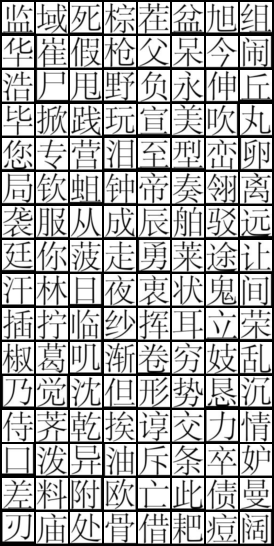 监域死棕茬盆旭组
华崔假枪父呆今闹
浩尸甩野负永伸丘
毕掀践玩宣美吹丸
您专营泪至型峦卵
局钦蛆钟帝奏翎离
袭服从成辰舶驳远
廷你菠走勇莱途让
汗林日夜衷状鬼间
插拧临纱挥耳立荣
椒葛叽渐卷穷妓乱
乃觉沈但形势恳沉
侍荠乾挨谆交力情
口泼异油斥条卒妒
差料附欧亡此债曼
刃庙处骨借耙痘阔